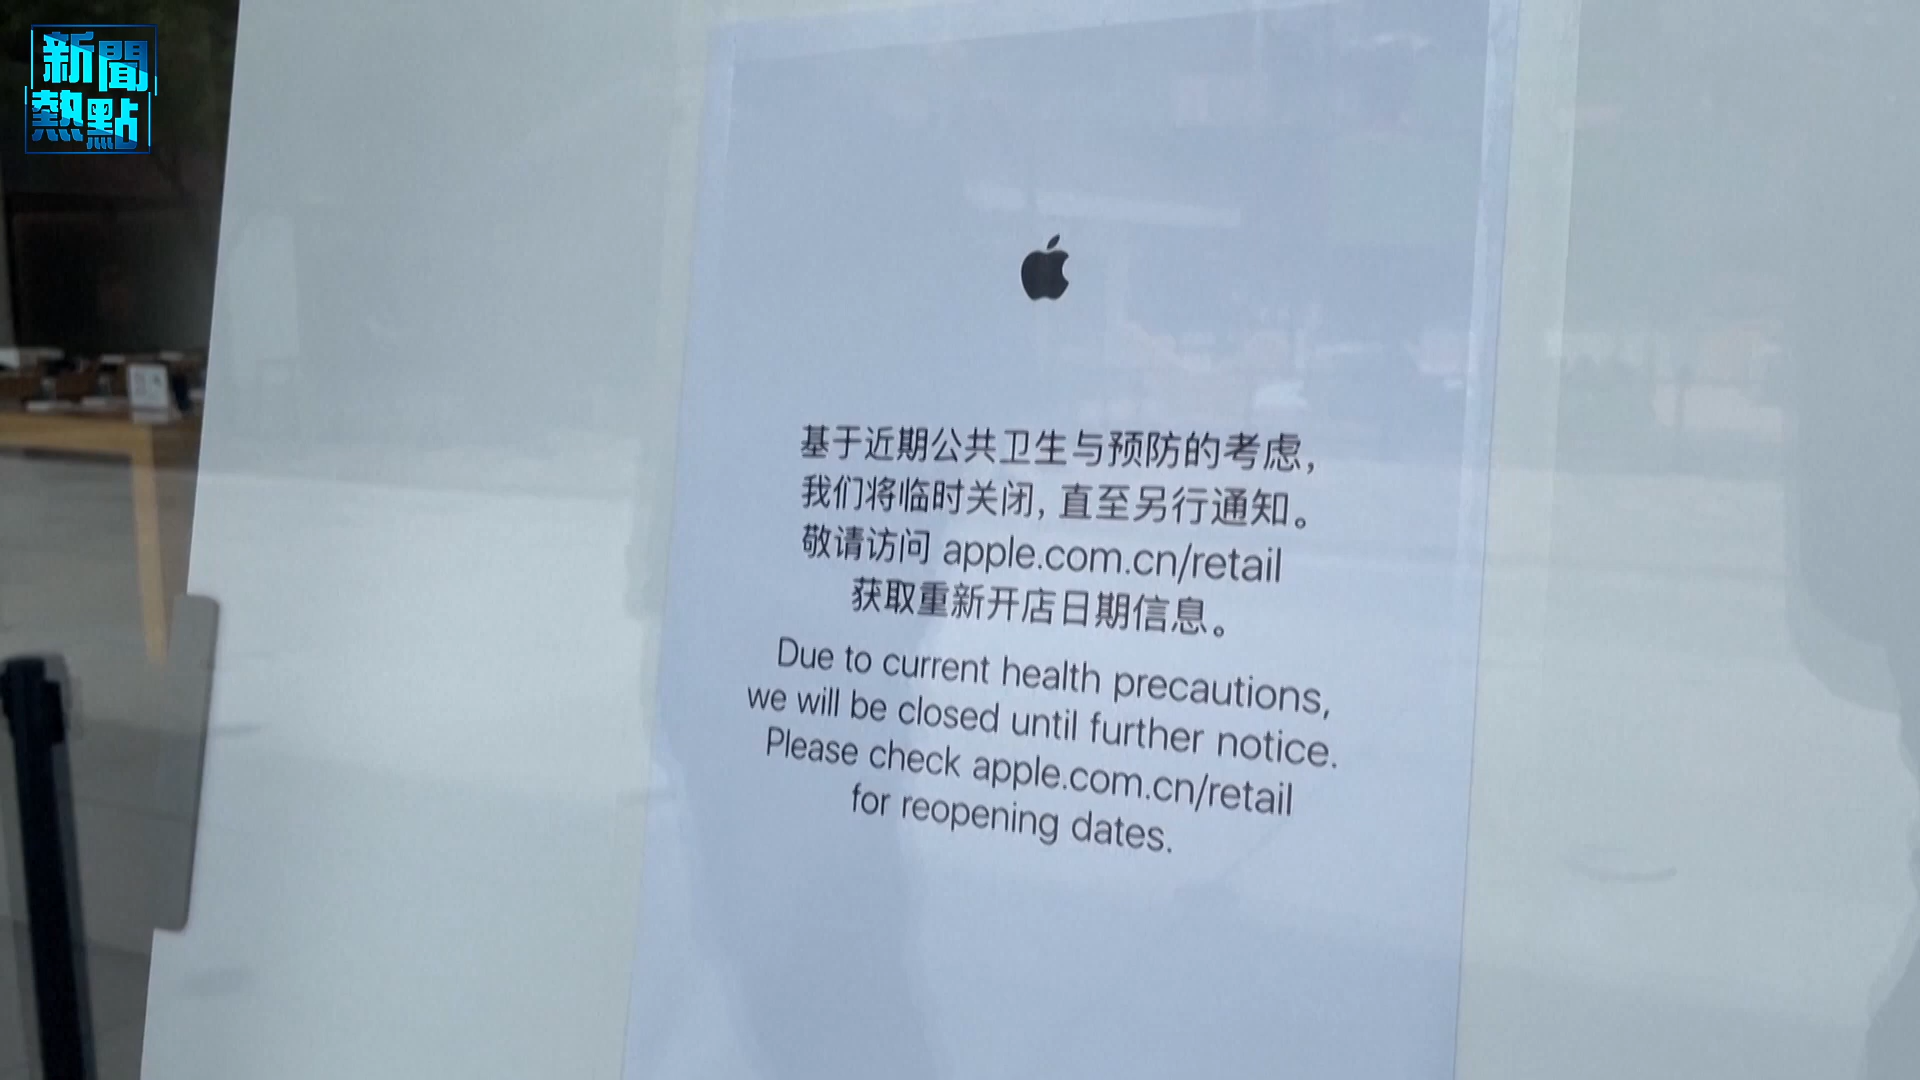 新聞
熱點
基于近期公共卫生与预防的考虑，
我们将临时关闭，直至另行通知。
敬请访问 apple.com.cn/retail
获取重新开店日期信息。
Due to current health precautions,
we will be closed until further notice.
Please check apple.com.cn/retail
for reopening dates.